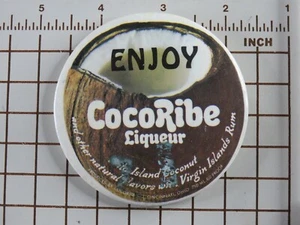 5 4 3 2 1
INCH
ENJOY
CocoRibe
Liqueur
Island Coconut
and other natural flavors with Virgin Islands Rum